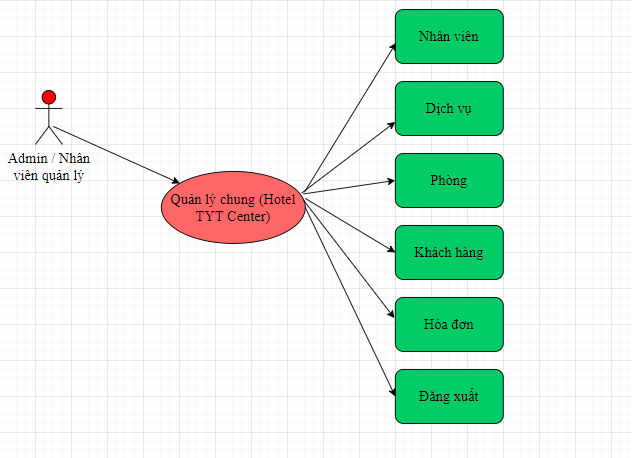 Nhân viên
Dịch vụ
Admin / Nhân
viên quản lý
Quản lý chung (Hotel
TYT Center)
Phòng
Khách hàng
Hóa đơn
Đăng xuất